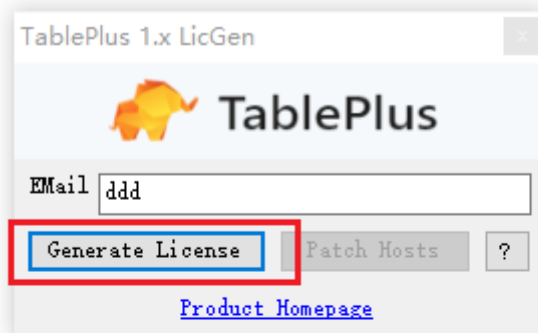 TablePlus 1.x LicGen x
TablePlus
EMail ddd
Generate License Patch Hosts ?
Product Homepage